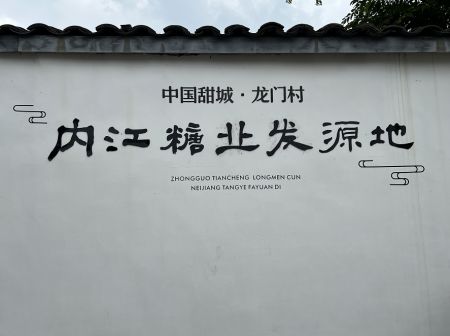 中国甜城·龙门村
内江糖业发源地
ZHONGGUO TIANCHENG LONGMEN CUN
NEIJIANG TANGYE FAYUAN DI